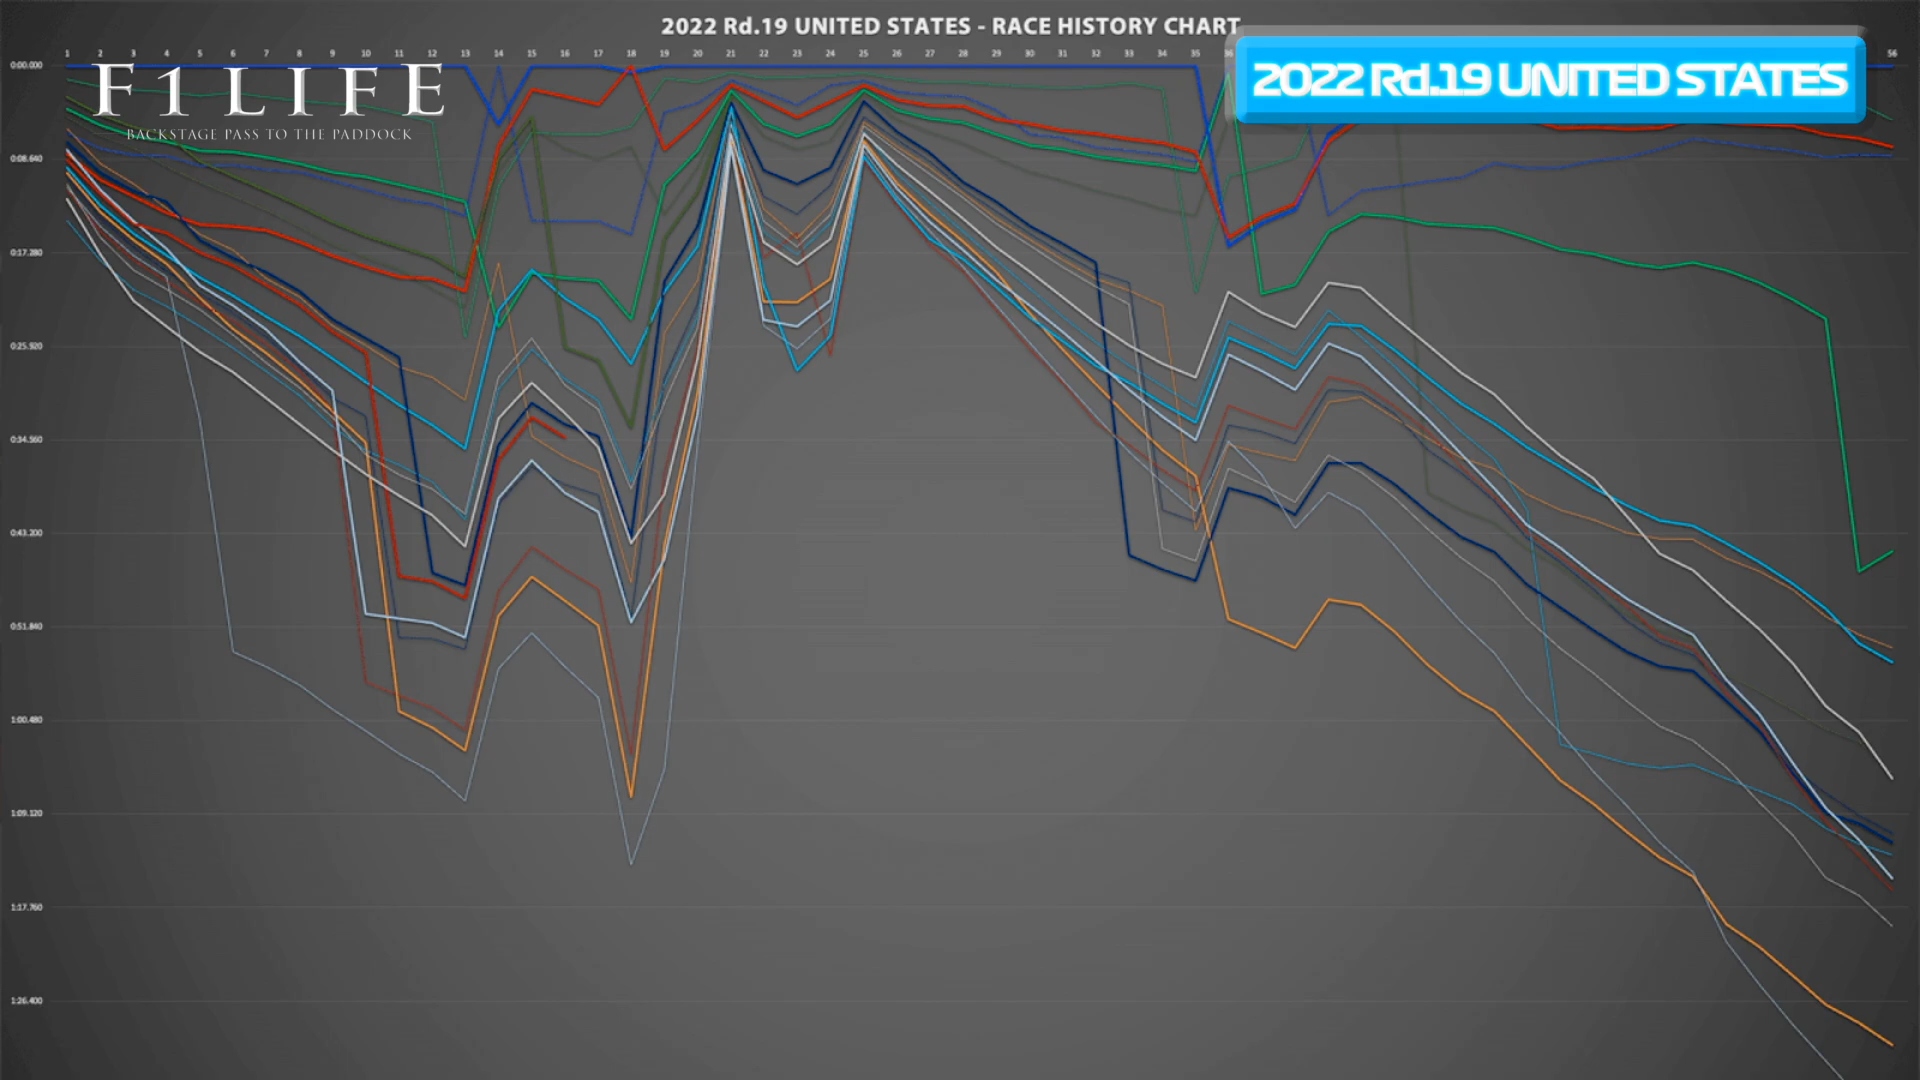 2022 Rd.19 UNITED STATES - RACE HISTORY CHART
2022 Rd.19 UNITED STATES
1 2 3 4 5 6 7 8 9 10 11 12 13 14 15 16 17 18 19 20 21 22 23 24 25 26 27 28 29 30 31 32 33 34 35 36 56
F1LIFE
BACKSTAGE PASS TO THE PADDOCK
0:00.000
0:08.640
0:17.280
0:25.920
0:34.560
0:43.200
0:51.840
1:00.480
1:09.120
1:17.760
1:26.400